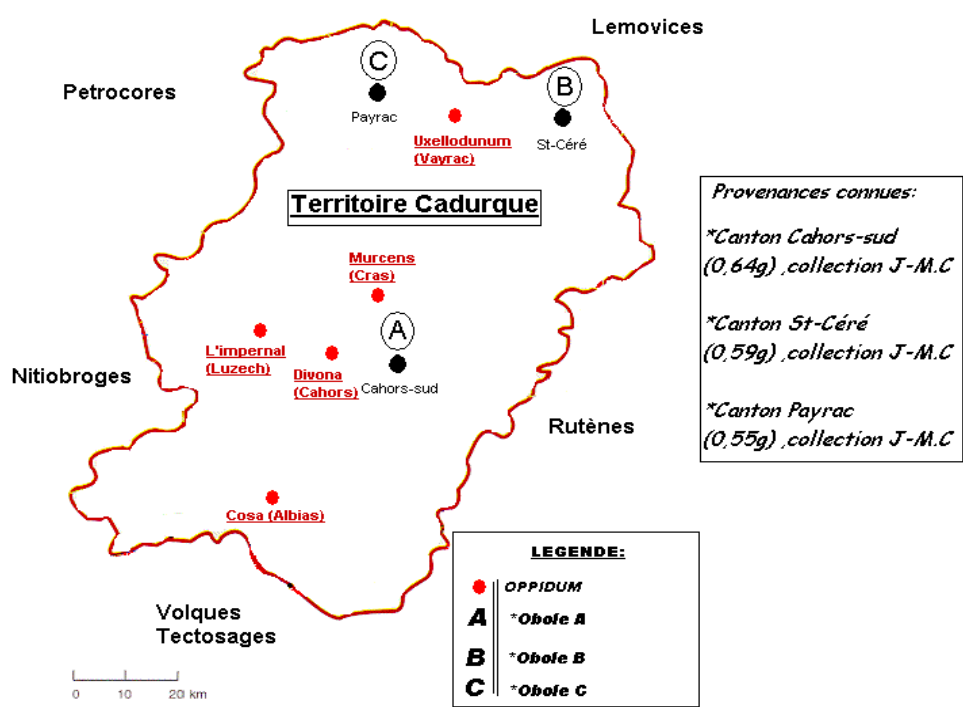 Lemovices
Petrocores
C
B
Payrac
St-Céré
Uxellodunum
(Vayrac)
Territoire Cadurque
Murcens
(Cras)
A
L'impernal
(Luzech)
Divona
(Cahors)
Cahors-sud
Nitiobroges
Rutènes
Cosa (Albias)
Volques
Tectosages
0 10 20 km
Provenances connues:
*Canton Cahors-sud
(0,64g) ,collection J-M.C
*Canton St-Céré
(0,59g) ,collection J-M.C
*Canton Payrac
(0,55g) ,collection J-M.C
LEGENDE:
OPPIDUM
A *Obole A
B *Obole B
C *Obole C